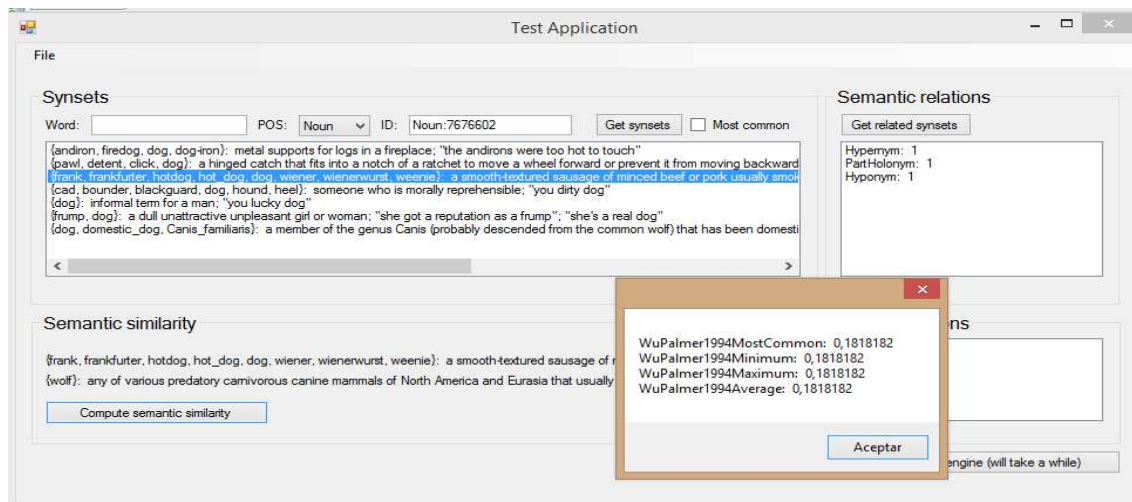 Test Application
File
Synsets
Word: POS: Noun ID: Noun:7676602 Get synsets Most common
{andiron, firedog, dog, dog-iron}: metal supports for logs in a fireplace; "the andirons were too hot to touch"
{pawl, detent, click, dog}: a hinged catch that fits into a notch of a ratchet to move a wheel forward or prevent it from moving backward
{frank, frankfurter, hotdog, hot_dog, dog, wiener, wienerwurst, weenie}: a smooth-textured sausage of minced beef or pork usually smok
{cad, bounder, blackguard, dog, hound, heel}: someone who is morally reprehensible; "you dirty dog"
{dog}: informal term for a man; "you lucky dog"
{frump, dog}: a dull unattractive unpleasant girl or woman; "she got a reputation as a frump"; "she's a real dog"
{dog, domestic_dog, Canis_familiaris}: a member of the genus Canis (probably descended from the common wolf) that has been domesti
Semantic relations
Get related synsets
Hypernym: 1
PartHolonym: 1
Hyponym: 1
Semantic similarity
{frank, frankfurter, hotdog, hot_dog, dog, wiener, wienerwurst, weenie}: a smooth-textured sausage of
{wolf}: any of various predatory carnivorous canine mammals of North America and Eurasia that usually
Compute semantic similarity
WuPalmer1994MostCommon: 0,1818182
WuPalmer1994Minimum: 0,1818182
WuPalmer1994Maximum: 0,1818182
WuPalmer1994Average: 0,1818182
Aceptar
ns
engine (will take a while)